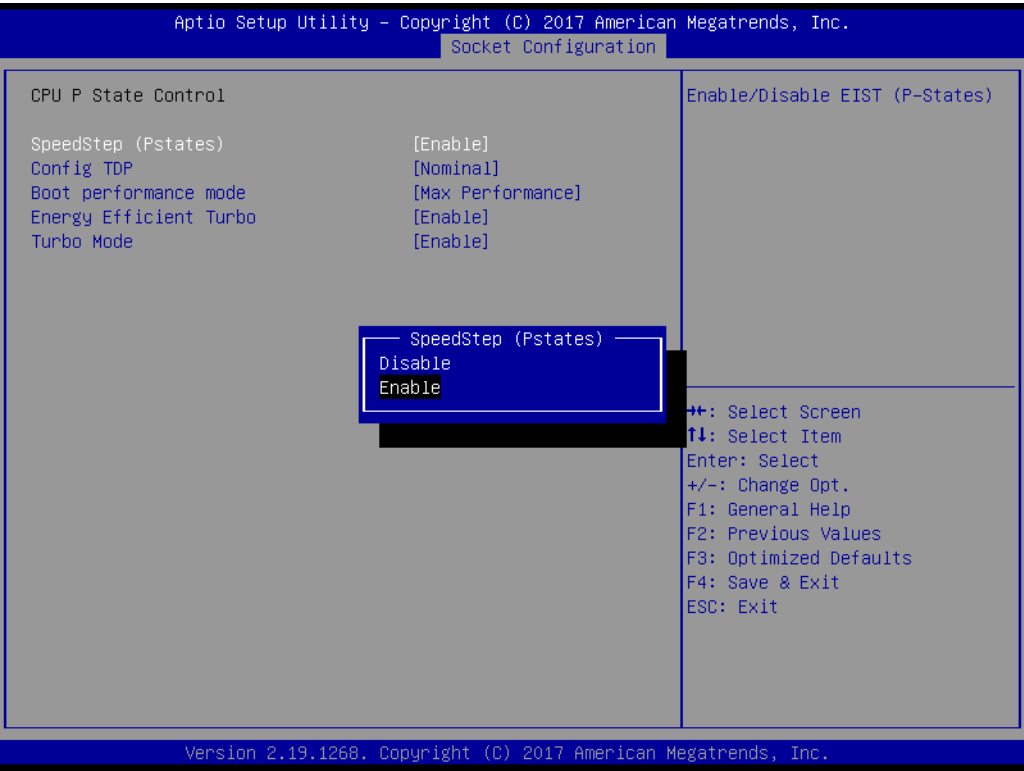 Aptio Setup Utility – Copyright (C) 2017 American Megatrends, Inc.
Socket Configuration
CPU P State Control
SpeedStep (Pstates) [Enable]
Config TDP [Nominal]
Boot performance mode [Max Performance]
Energy Efficient Turbo [Enable]
Turbo Mode [Enable]
Enable/Disable EIST (P-States)
SpeedStep (Pstates)
Disable
Enable
→←: Select Screen
↑↓: Select Item
Enter: Select
+/-: Change Opt.
F1: General Help
F2: Previous Values
F3: Optimized Defaults
F4: Save & Exit
ESC: Exit
Version 2.19.1268. Copyright (C) 2017 American Megatrends, Inc.